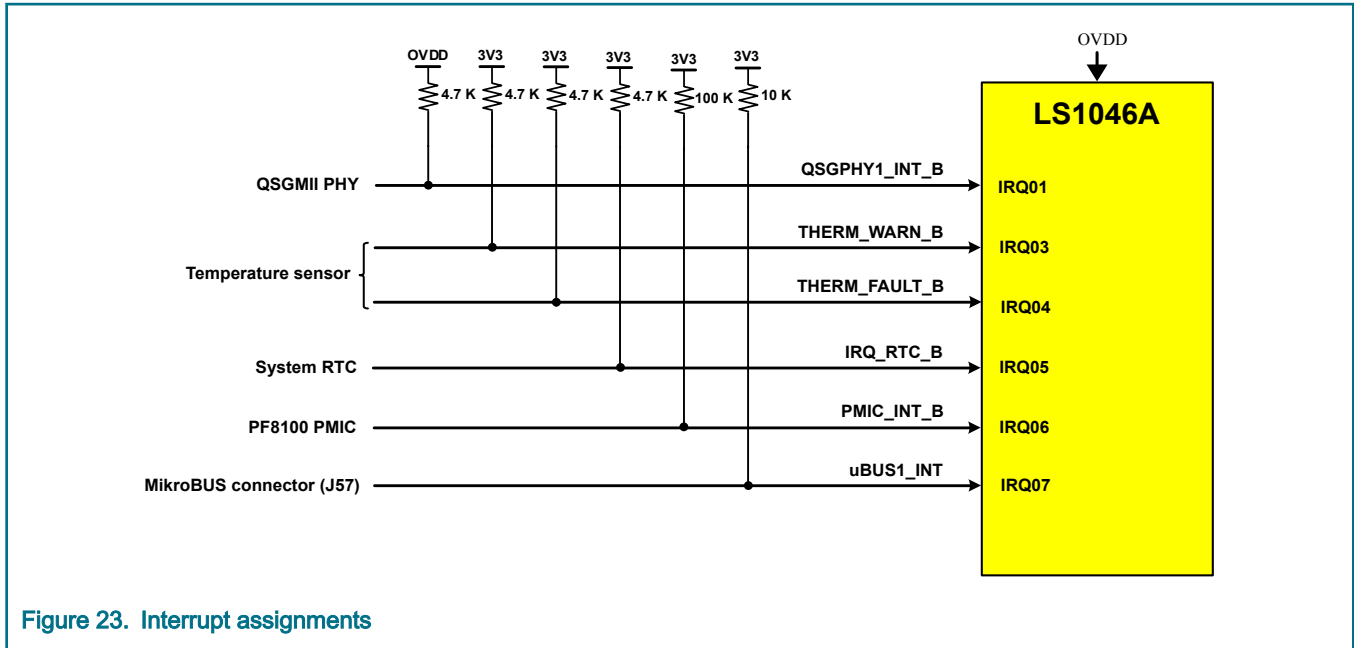 OVDD 3V3 3V3 3V3 3V3 3V3 OVDD
4.7 K 4.7 K 4.7 K 4.7 K 100 K 10 K
LS1046A
QSGMII PHY QSGPHY1_INT_B IRQ01
THERM_WARN_B IRQ03
Temperature sensor
THERM_FAULT_B IRQ04
System RTC IRQ_RTC_B IRQ05
PF8100 PMIC PMIC_INT_B IRQ06
MikroBUS connector (J57) uBUS1_INT IRQ07
Figure 23. Interrupt assignments